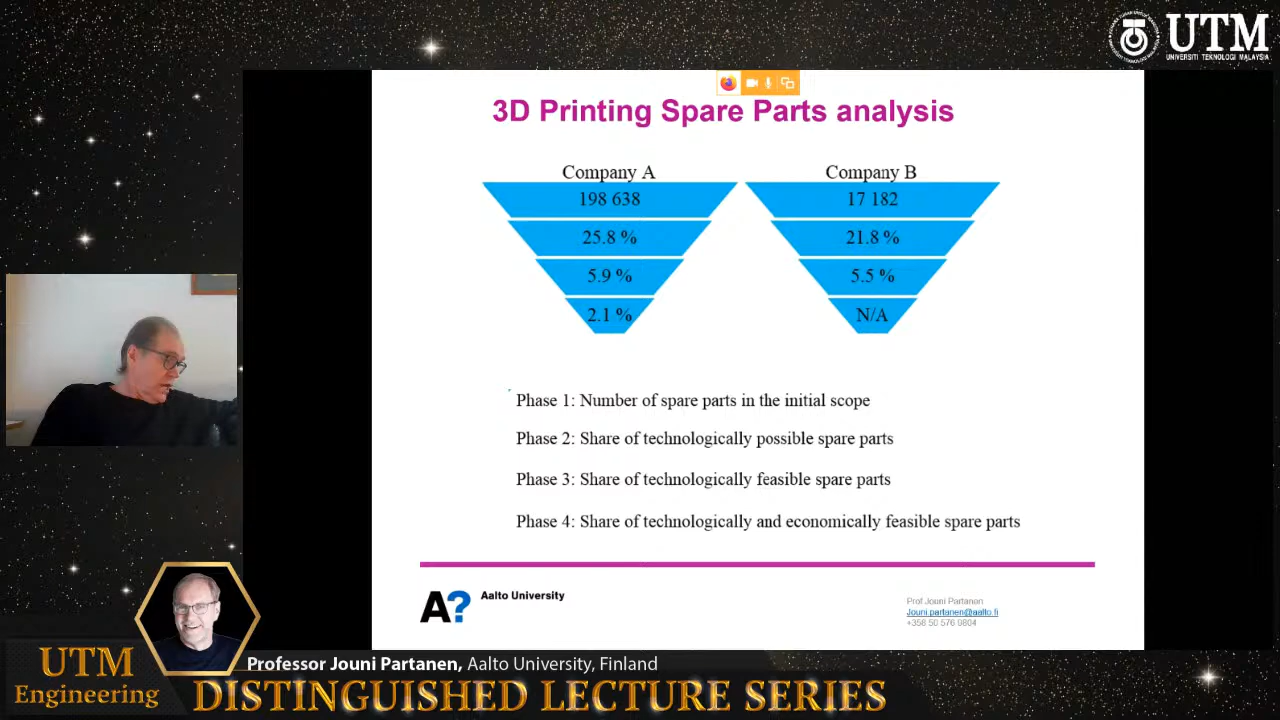 UTM
UNIVERSITI TEKNOLOGI MALAYSIA
3D Printing Spare Parts analysis
Company A
198 638
25.8 %
5.9 %
2.1 %
Company B
17 182
21.8 %
5.5 %
N/A
Phase 1: Number of spare parts in the initial scope
Phase 2: Share of technologically possible spare parts
Phase 3: Share of technologically feasible spare parts
Phase 4: Share of technologically and economically feasible spare parts
A?
Aalto University
Prof Jouni Partanen
Jouni.partanen@aalto.fi
+358 50 576 9804
UTM
Engineering
Professor Jouni Partanen, Aalto University, Finland
DISTINGUISHED LECTURE SERIES